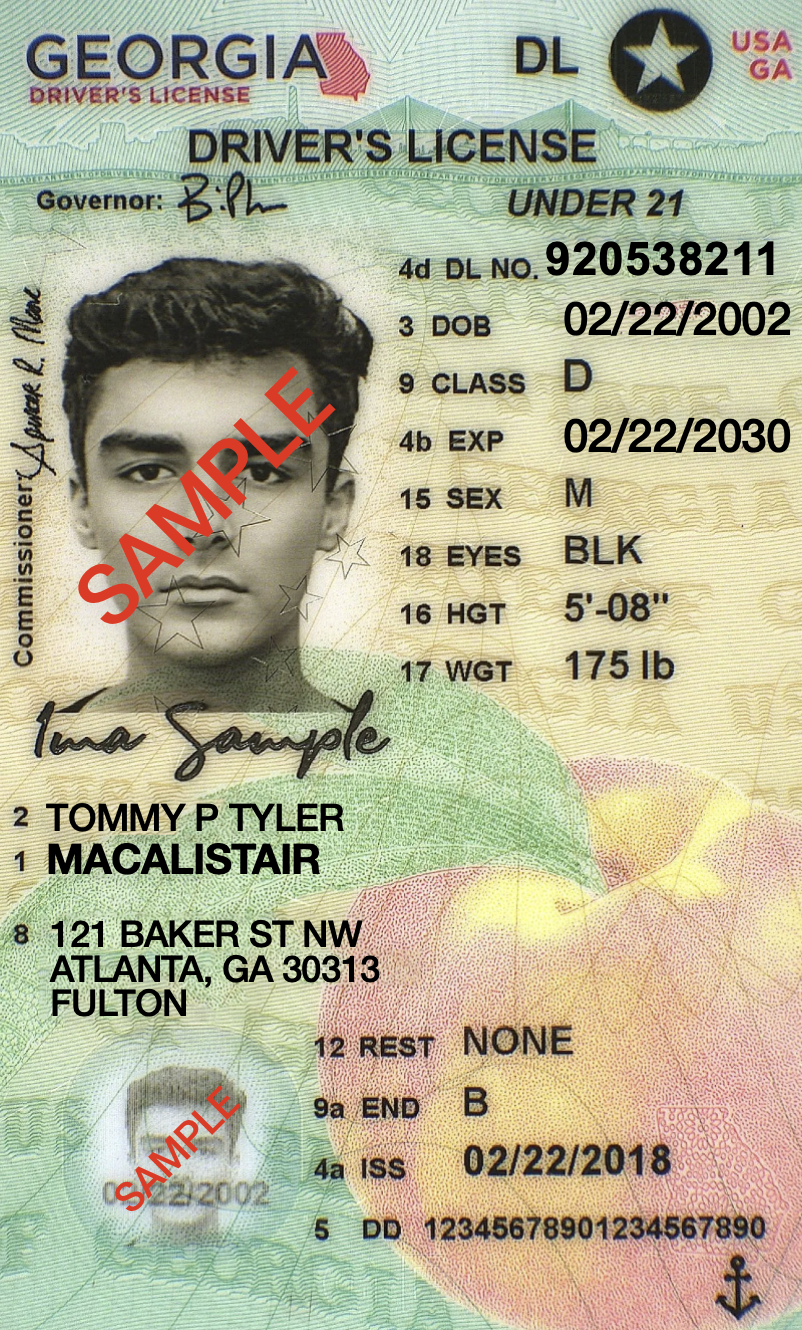 GEORGIA
DRIVER'S LICENSE
DL
USA
GA
DRIVER'S LICENSE
Governor:
UNDER 21
4d DL NO. 920538211
3 DOB 02/22/2002
9 CLASS D
4b EXP 02/22/2030
15 SEX M
18 EYES BLK
16 HGT 5'-08"
17 WGT 175 lb
Commissioner:
SAMPLE
Ima Sample
2 TOMMY P TYLER
1 MACALISTAIR
8 121 BAKER ST NW
ATLANTA, GA 30313
FULTON
12 REST NONE
9a END B
4a ISS 02/22/2018
5 DD 12345678901234567890
SAMPLE
02/22/2002